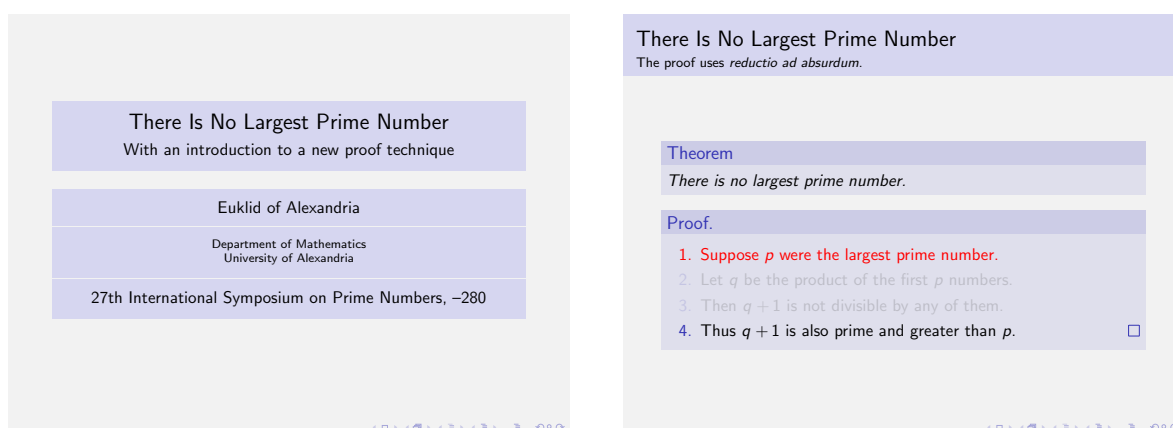 There Is No Largest Prime Number
With an introduction to a new proof technique
Euklid of Alexandria
Department of Mathematics
University of Alexandria
27th International Symposium on Prime Numbers, –280
There Is No Largest Prime Number
The proof uses reductio ad absurdum.
Theorem
There is no largest prime number.
Proof.
1. Suppose p were the largest prime number.
2. Let q be the product of the first p numbers.
3. Then q + 1 is not divisible by any of them.
4. Thus q + 1 is also prime and greater than p.